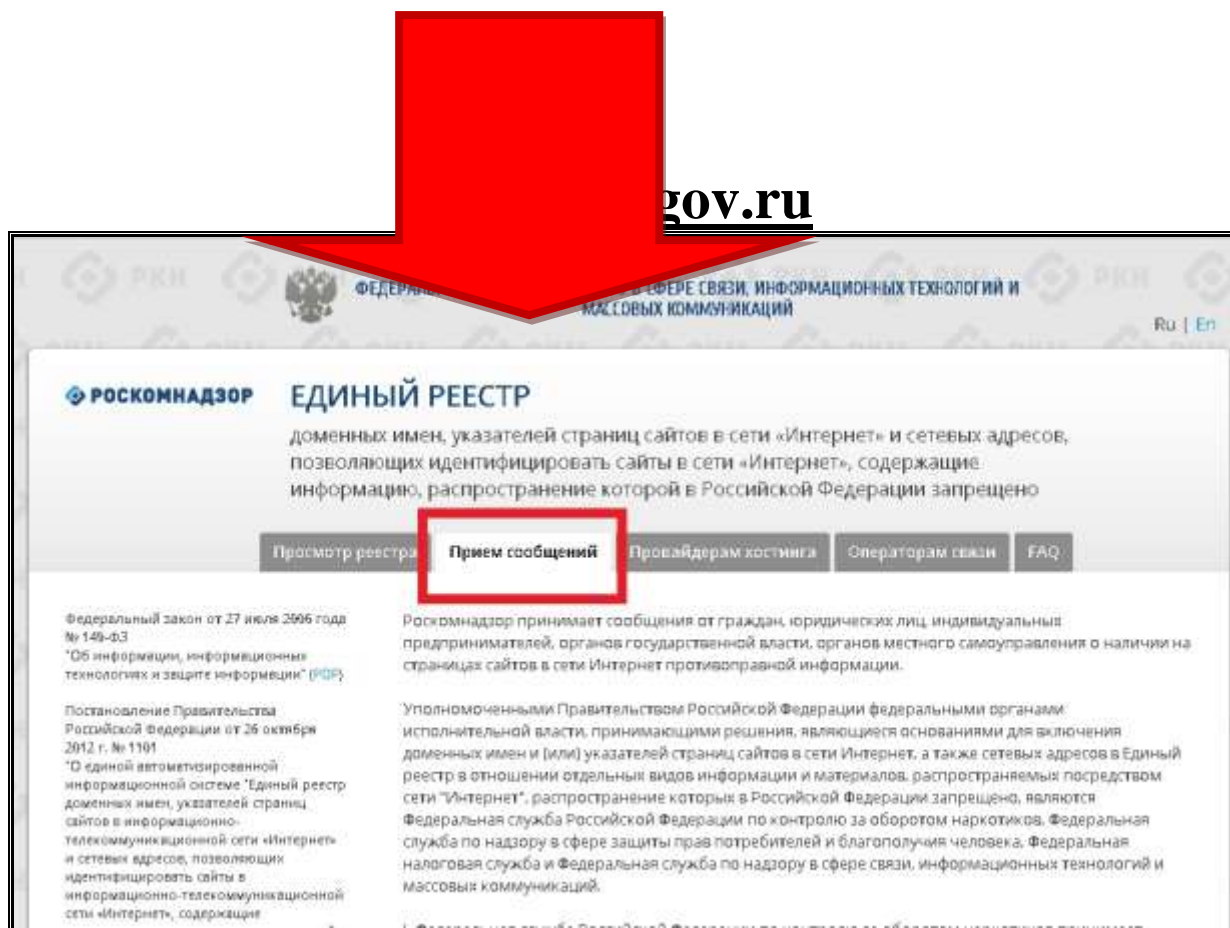 gov.ru
РКН РКН РКН РКН
СФЕРЕ СВЯЗИ, ИНФОРМАЦИОННЫХ ТЕХНОЛОГИЙ И
МАССОВЫХ КОММУНИКАЦИЙ
Ru | En
РОСКОМНАДЗОР
ЕДИНЫЙ РЕЕСТР
доменных имен, указателей страниц сайтов в сети «Интернет» и сетевых адресов,
позволяющих идентифицировать сайты в сети «Интернет», содержащие
информацию, распространение которой в Российской Федерации запрещено
Просмотр реестра Прием сообщений Провайдерам хостинга Операторам связи FAQ
Федеральный закон от 27 июля 2006 года
№ 149-ФЗ
"Об информации, информационных
технологиях и защите информации" (PDF)
Постановление Правительства
Российской Федерации от 26 октября
2012 г. № 1101
"О единой автоматизированной
информационной системе "Единый реестр
доменных имен, указателей страниц
сайтов в информационно-
телекоммуникационной сети «Интернет»
и сетевых адресов, позволяющих
идентифицировать сайты в
информационно-телекоммуникационной
сети «Интернет», содержащие
Роскомнадзор принимает сообщения от граждан, юридических лиц, индивидуальных
предпринимателей, органов государственной власти, органов местного самоуправления о наличии на
страницах сайтов в сети Интернет противоправной информации.
Уполномоченными Правительством Российской Федерации федеральными органами
исполнительной власти, принимающими решения, являющиеся основаниями для включения
доменных имен и (или) указателей страниц сайтов в сети Интернет, а также сетевых адресов в Единый
реестр в отношении отдельных видов информации и материалов, распространяемых посредством
сети "Интернет", распространение которых в Российской Федерации запрещено, являются
Федеральная служба Российской Федерации по контролю за оборотом наркотиков, Федеральная
служба по надзору в сфере защиты прав потребителей и благополучия человека, Федеральная
налоговая служба и Федеральная служба по надзору в сфере связи, информационных технологий и
массовых коммуникаций.